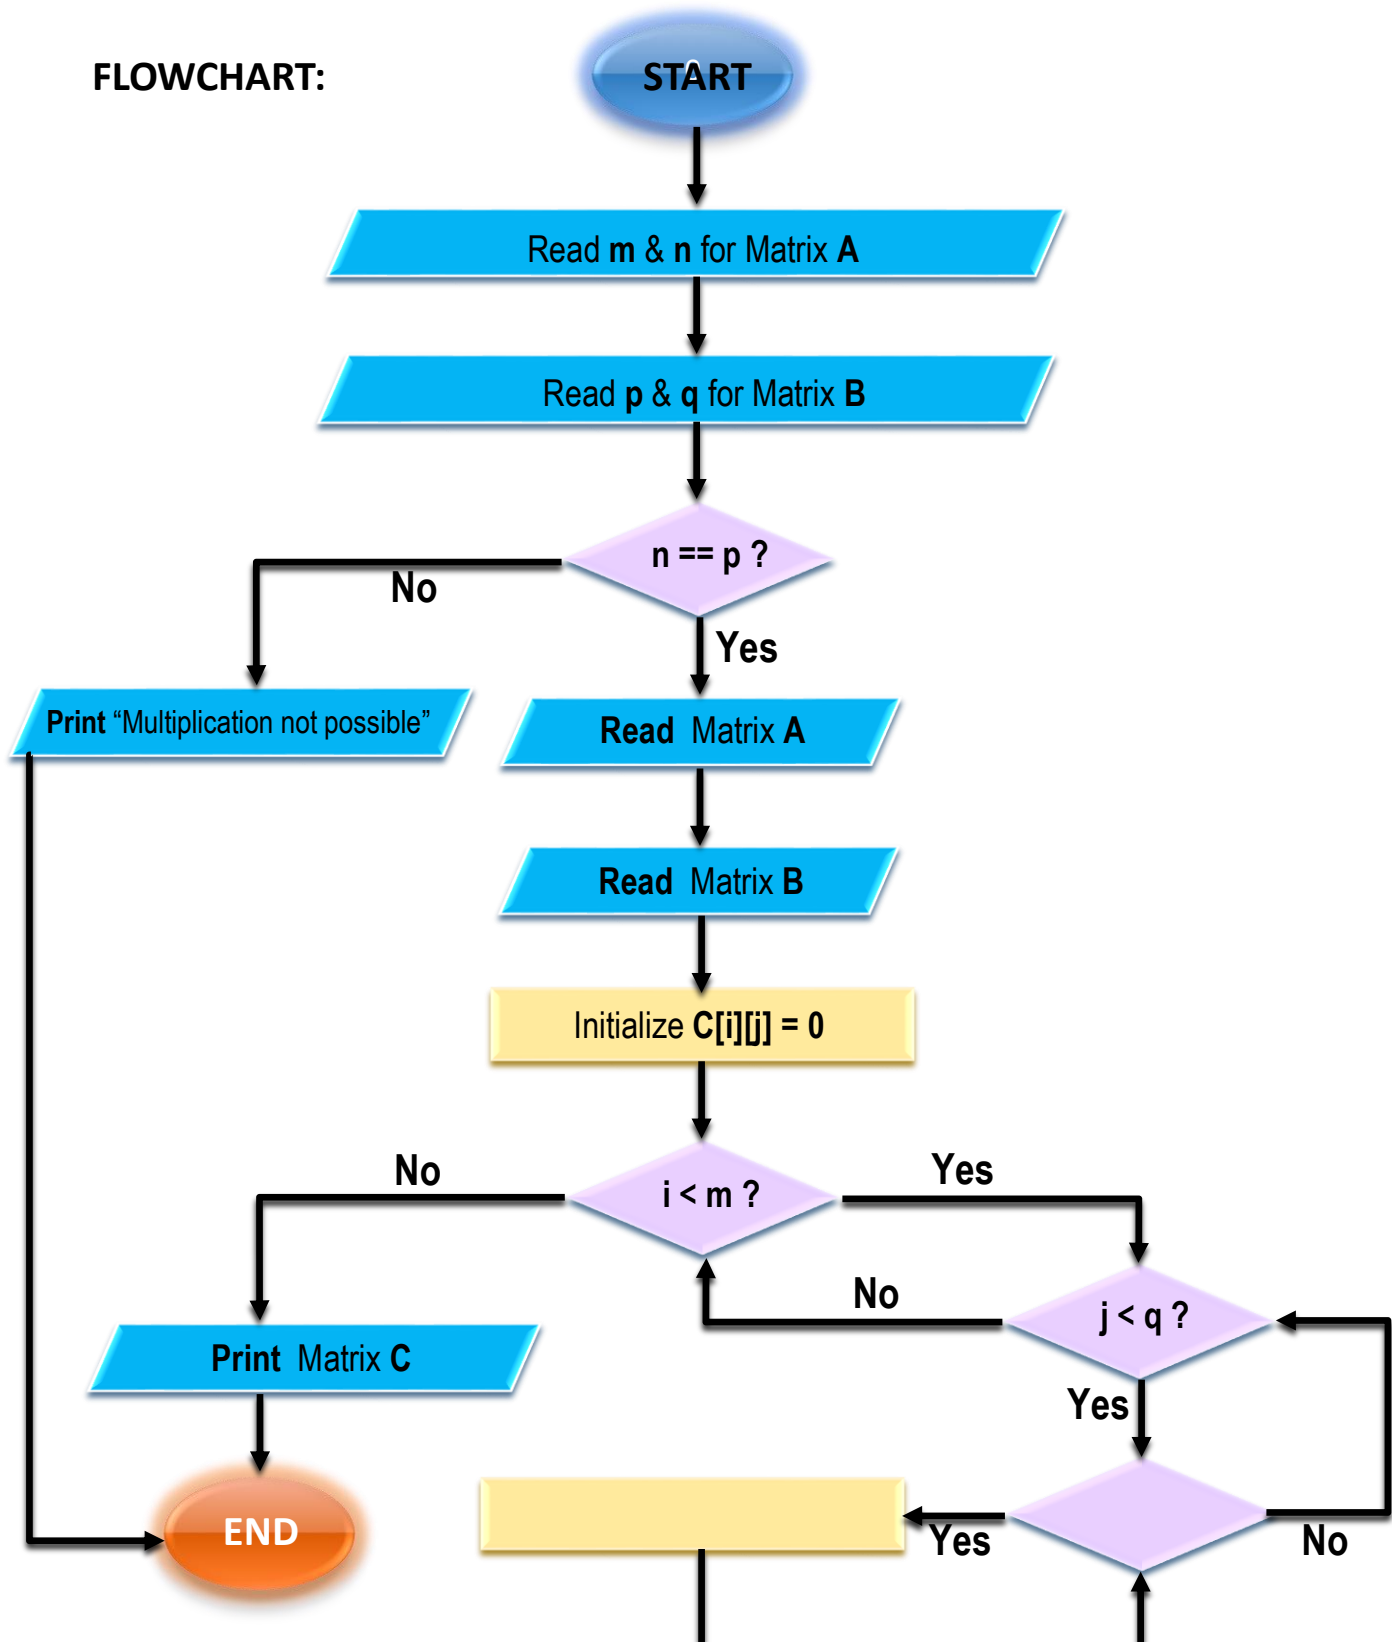 FLOWCHART:
START
Read m & n for Matrix A
Read p & q for Matrix B
n == p ?
No
Yes
Print “Multiplication not possible”
Read Matrix A
Read Matrix B
Initialize C[i][j] = 0
No
Yes
i < m ?
No
j < q ?
Print Matrix C
Yes
END
Yes
No